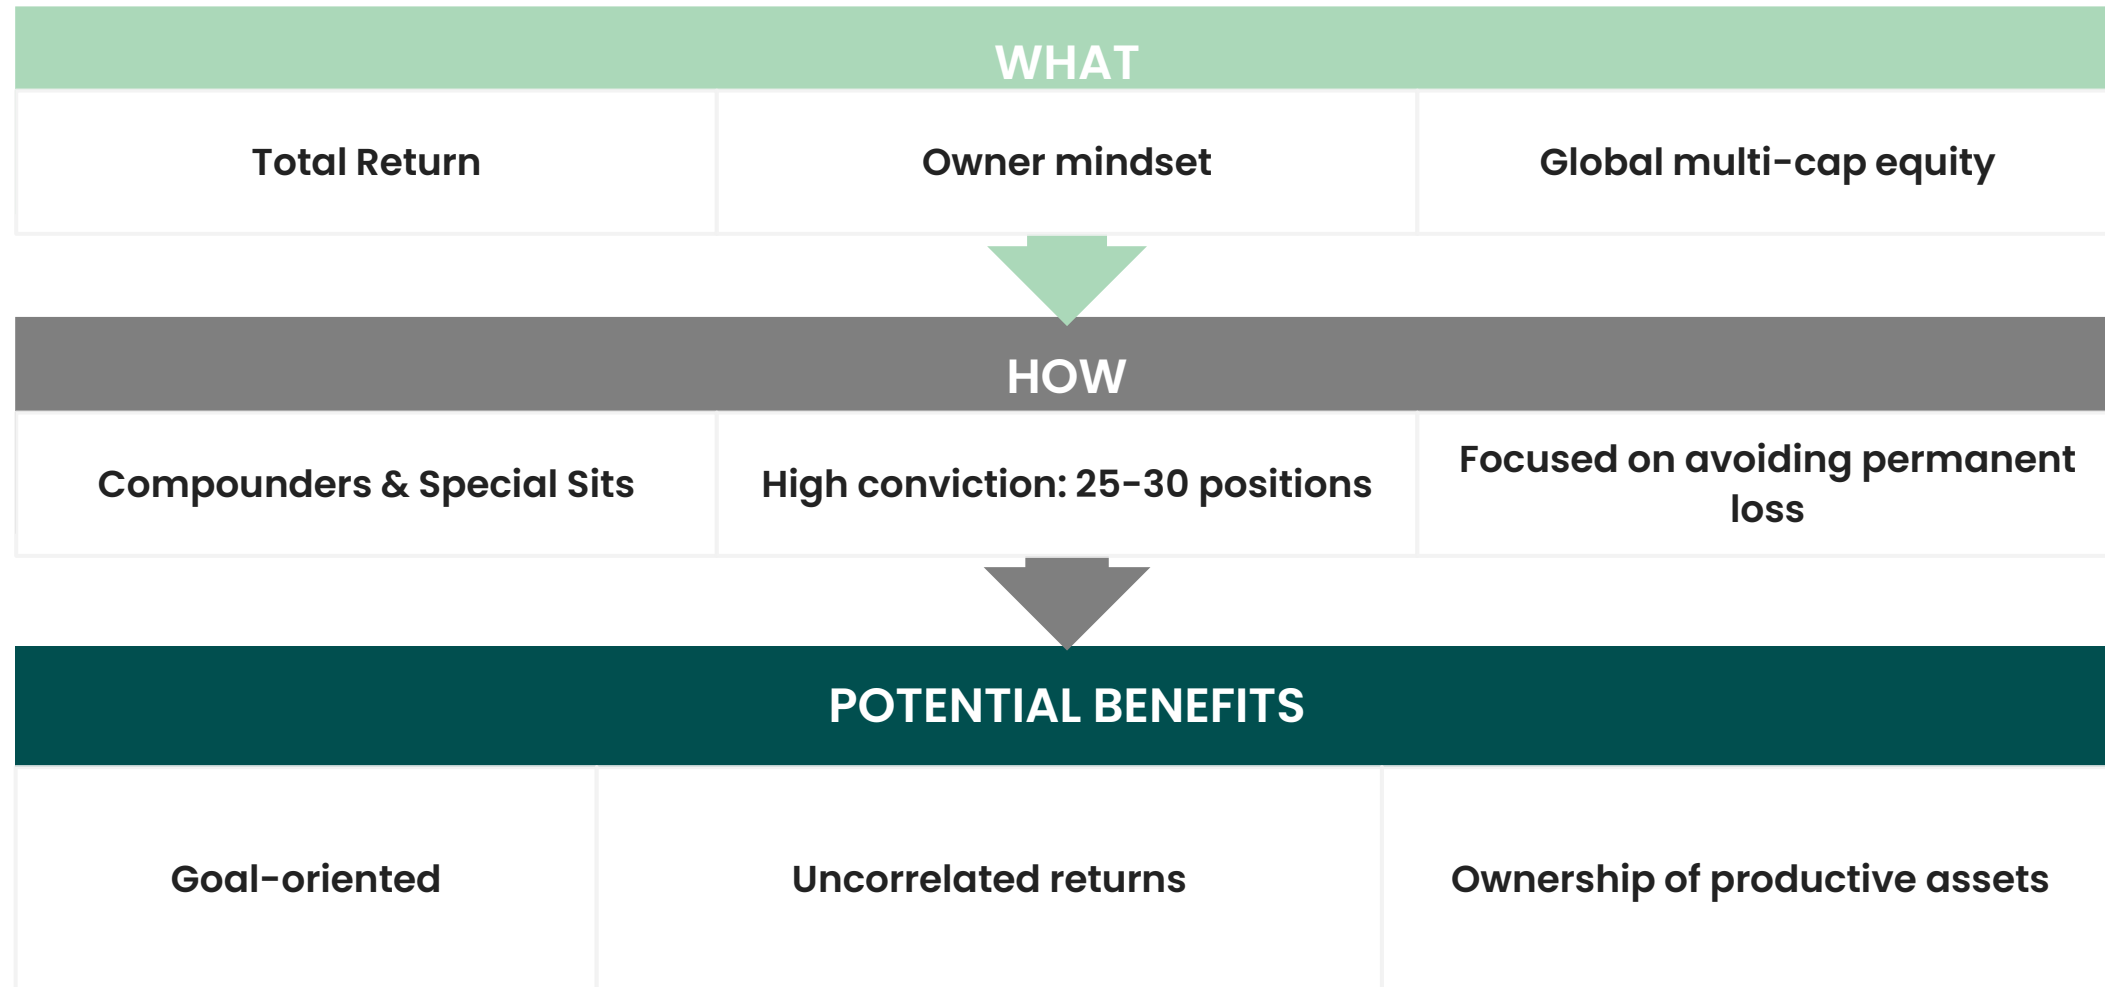 WHAT
Total Return
Owner mindset
Global multi-cap equity
HOW
Compounders & Special Sits
High conviction: 25-30 positions
Focused on avoiding permanent
loss
POTENTIAL BENEFITS
Goal-oriented
Uncorrelated returns
Ownership of productive assets